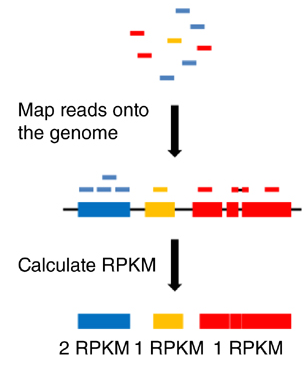 Map reads onto
the genome
Calculate RPKM
2 RPKM 1 RPKM 1 RPKM